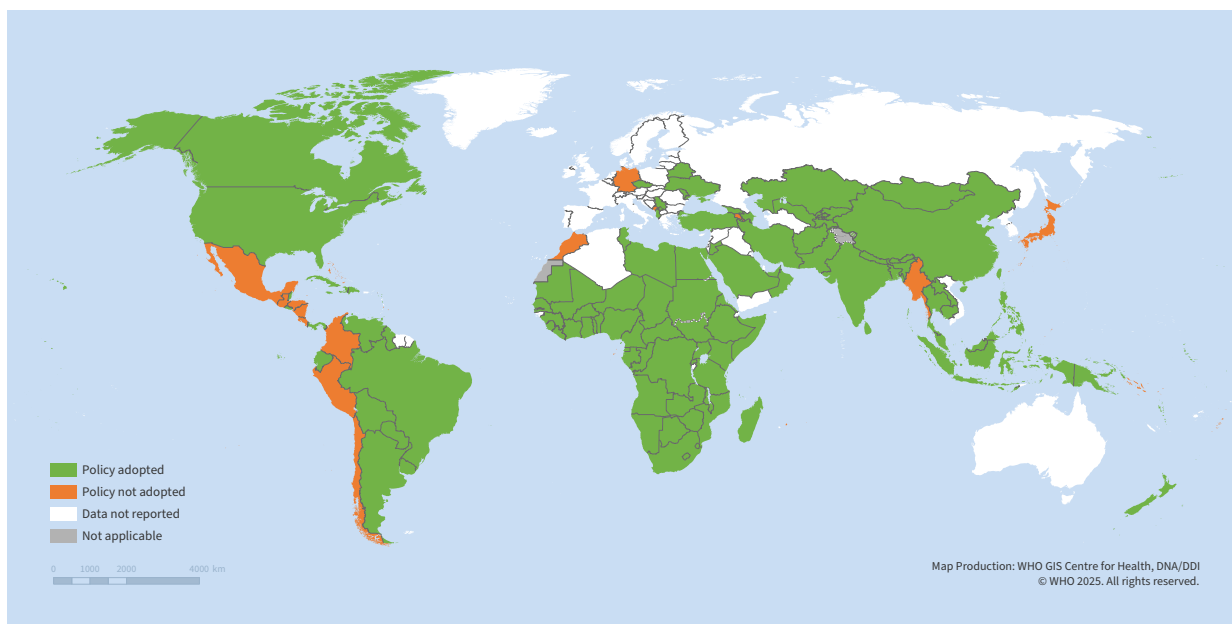 Policy adopted
Policy not adopted
Data not reported
Not applicable
0 1000 2000 4000 km
Map Production: WHO GIS Centre for Health, DNA/DDI
© WHO 2025. All rights reserved.